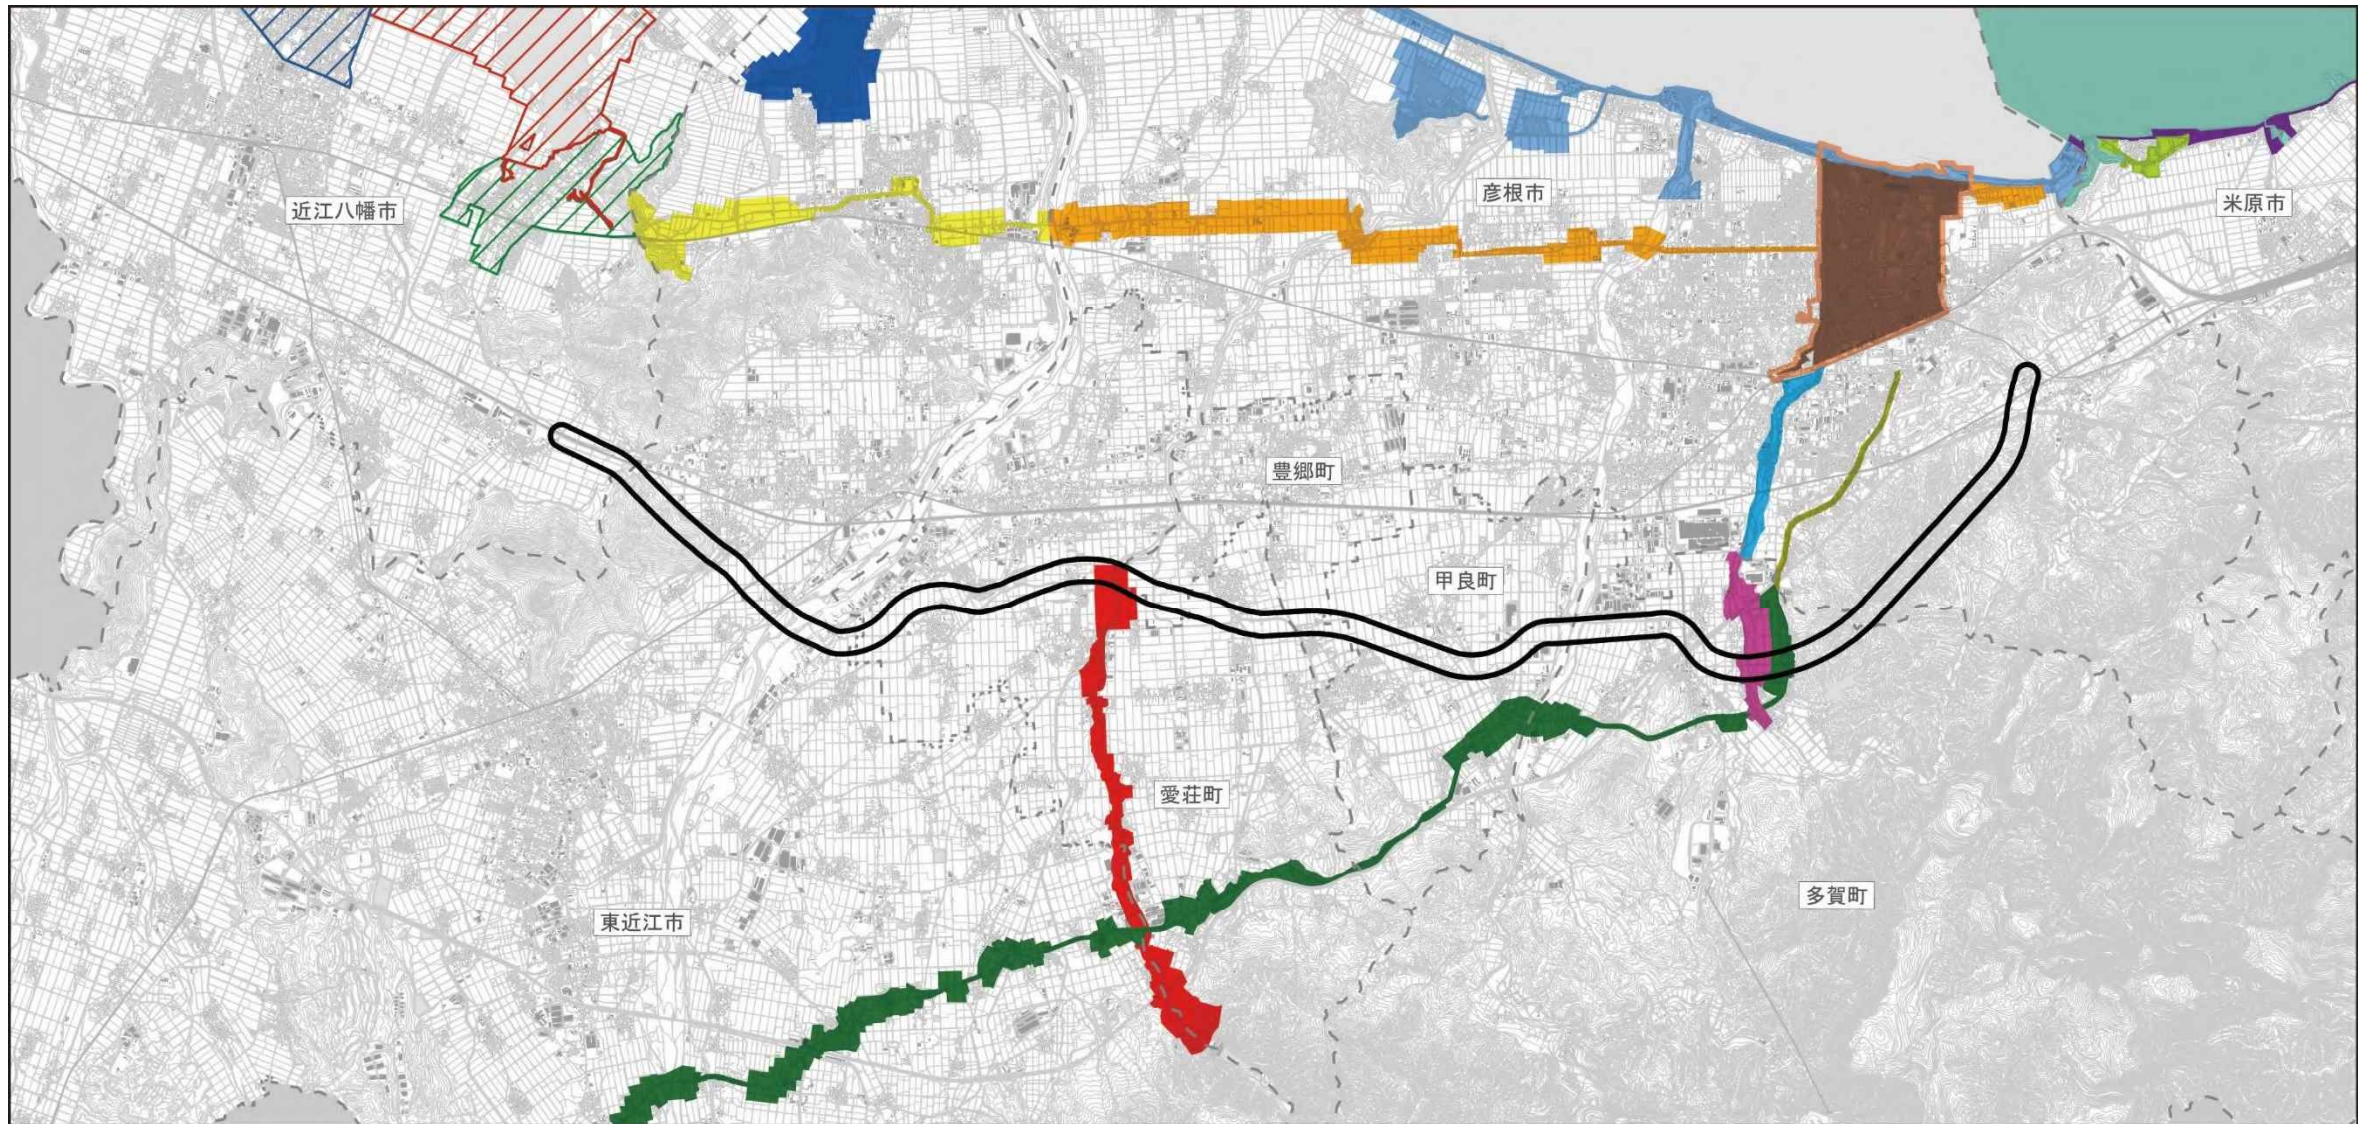 彦根市
近江八幡市
米原市
豊郷町
甲良町
愛荘町
多賀町
東近江市